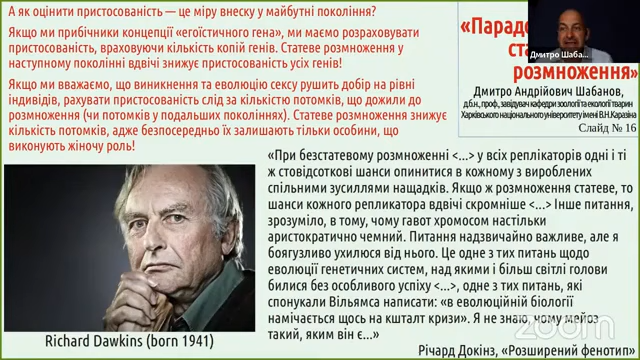 А як оцінити пристосованість — це міру внеску у майбутні покоління?
Якщо ми прибічники концепції «егоїстичного гена», ми маємо розраховувати
пристосованість, враховуючи кількість копій генів. Статеве розмноження у
наступному поколінні вдвічі знижує пристосованість усіх генів!
Якщо ми вважаємо, що виникнення та еволюцію сексу рушить добір на рівні
індивідів, рахувати пристосованість слід за кількістю потомків, що дожили до
розмноження (чи потомків у подальших поколіннях). Статеве розмноження знижує
кількість потомків, адже безпосередньо їх залишають тільки особини, що
виконують жіночу роль!
«Парадо
ста
розмноження»
Дмитро Шаба...
Дмитро Андрійович Шабанов,
д.б.н., проф., завідувач кафедри зоології та екології тварин
Харківського національного університету імені В.Н.Каразіна
Слайд № 16
«При безстатевому розмноженні <...> у всіх реплікаторів одні і ті
ж стовідсоткові шанси опинитися в кожному з вироблених
спільними зусиллями нащадків. Якщо ж розмноження статеве, то
шанси кожного репликатора вдвічі скромніше <...> Інше питання,
зрозуміло, в тому, чому гавот хромосом настільки
аристократично чемний. Питання надзвичайно важливе, але я
боягузливо ухилюся від нього. Це одне з тих питань щодо
еволюції генетичних систем, над якими і більш світлі голови
билися без особливого успіху <...>, одне з тих питань, які
спонукали Вільямса написати: «в еволюційній біології
намічається щось на кшталт кризи». Я не знаю, чому мейоз
такий, яким він є...»
Річард Докінз, «Розширений фенотип»
Richard Dawkins (born 1941)
zoom